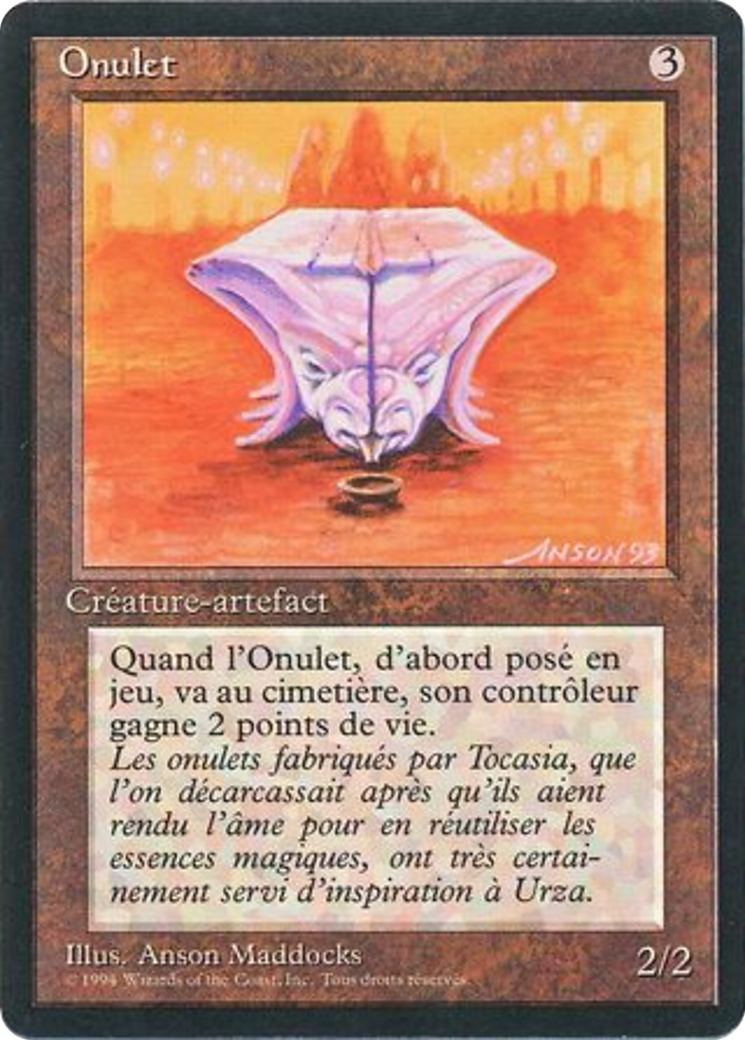 Onulet
3
ANSON 93
Créature-artefact
Quand l'Onulet, d'abord posé en
jeu, va au cimetière, son contrôleur
gagne 2 points de vie.
Les onulets fabriqués par Tocasia, que
l'on décarcassait après qu'ils aient
rendu l'âme pour en réutiliser les
essences magiques, ont très certai-
nement servi d'inspiration à Urza.
Illus. Anson Maddocks
2/2
© 1994 Wizards of the Coast, Inc. Tous droits réservés.